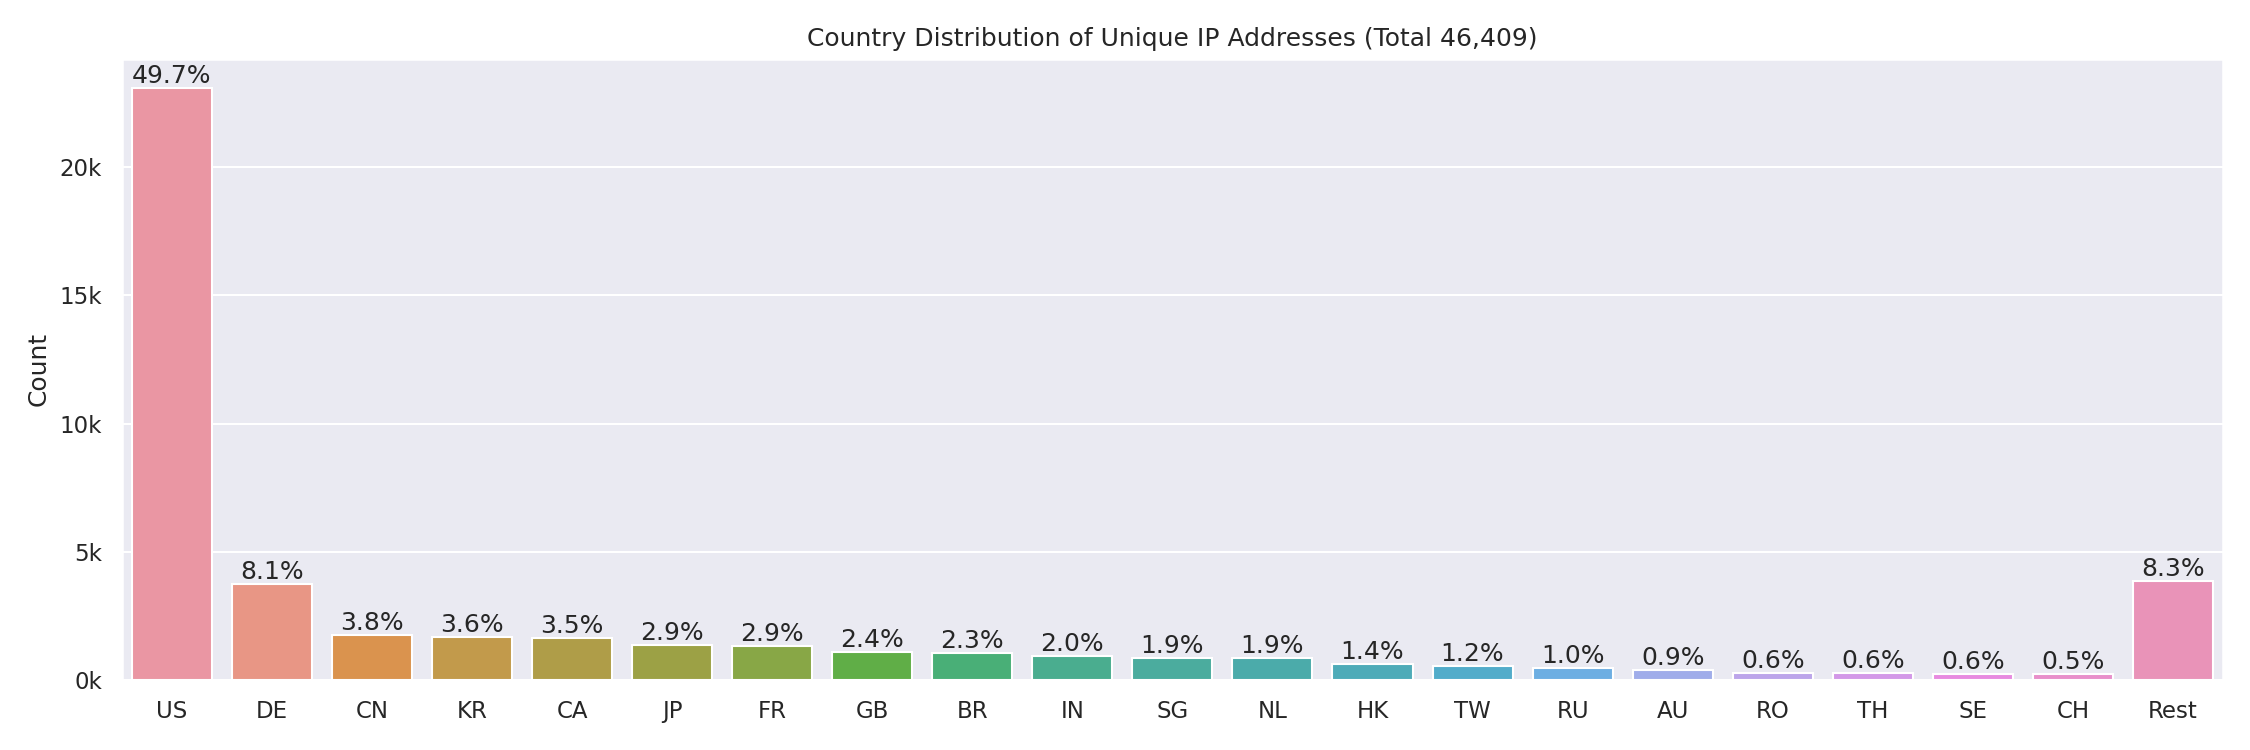 Country Distribution of Unique IP Addresses (Total 46,409)
Count
20k
15k
10k
5k
0k
49.7%
8.1%
3.8%
3.6%
3.5%
2.9%
2.9%
2.4%
2.3%
2.0%
1.9%
1.9%
1.4%
1.2%
1.0%
0.9%
0.6%
0.6%
0.6%
0.5%
8.3%
US DE CN KR CA JP FR GB BR IN SG NL HK TW RU AU RO TH SE CH Rest